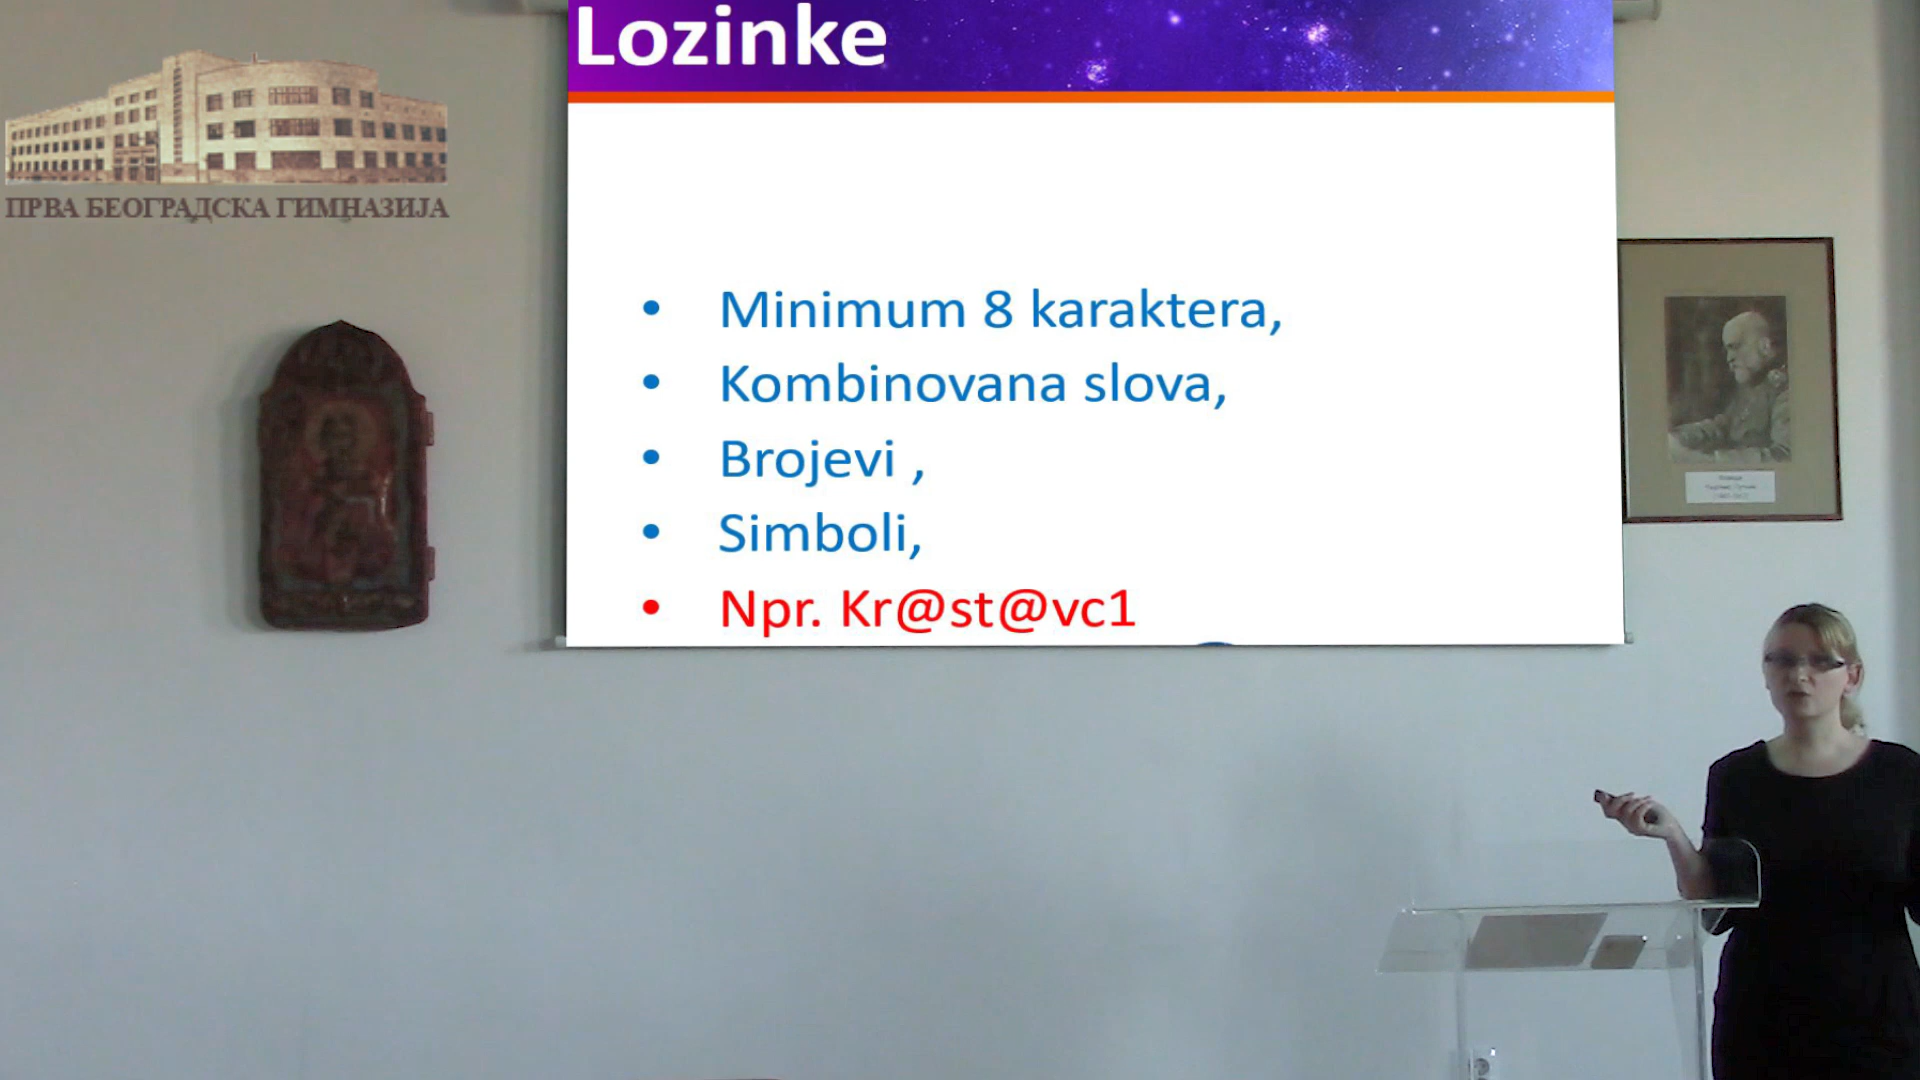 Lozinke
ПРВА БЕОГРАДСКА ГИМНАЗИЈА
• Minimum 8 karaktera,
• Kombinovana slova,
• Brojevi ,
• Simboli,
• Npr. Kr@st@vc1